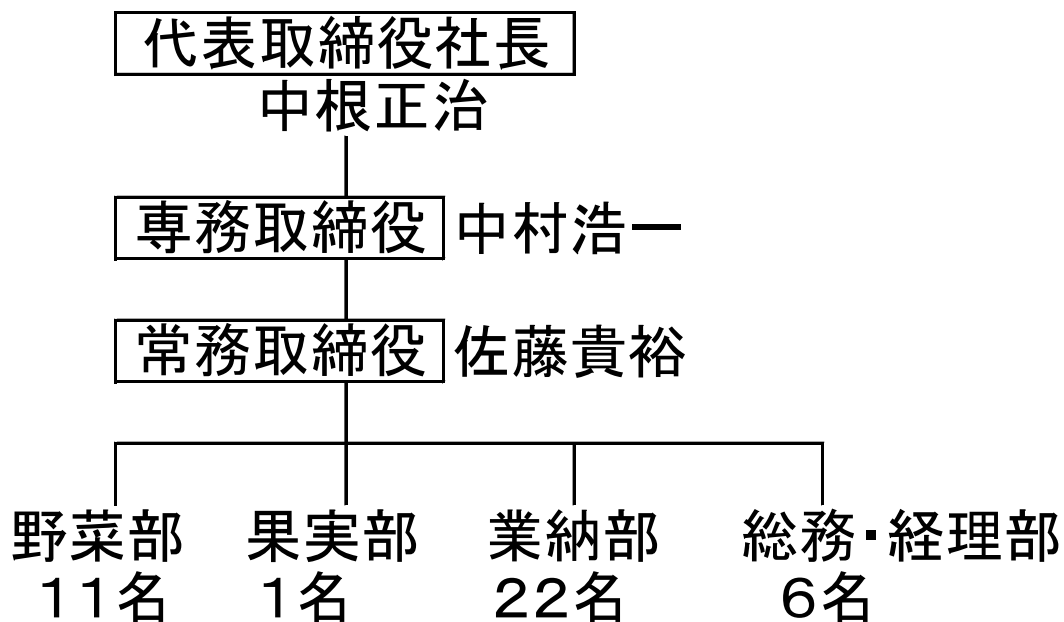 代表取締役社長
中根正治
専務取締役 中村浩一
常務取締役 佐藤貴裕
野菜部 果実部 業納部 総務・経理部
11名 1名 22名 6名